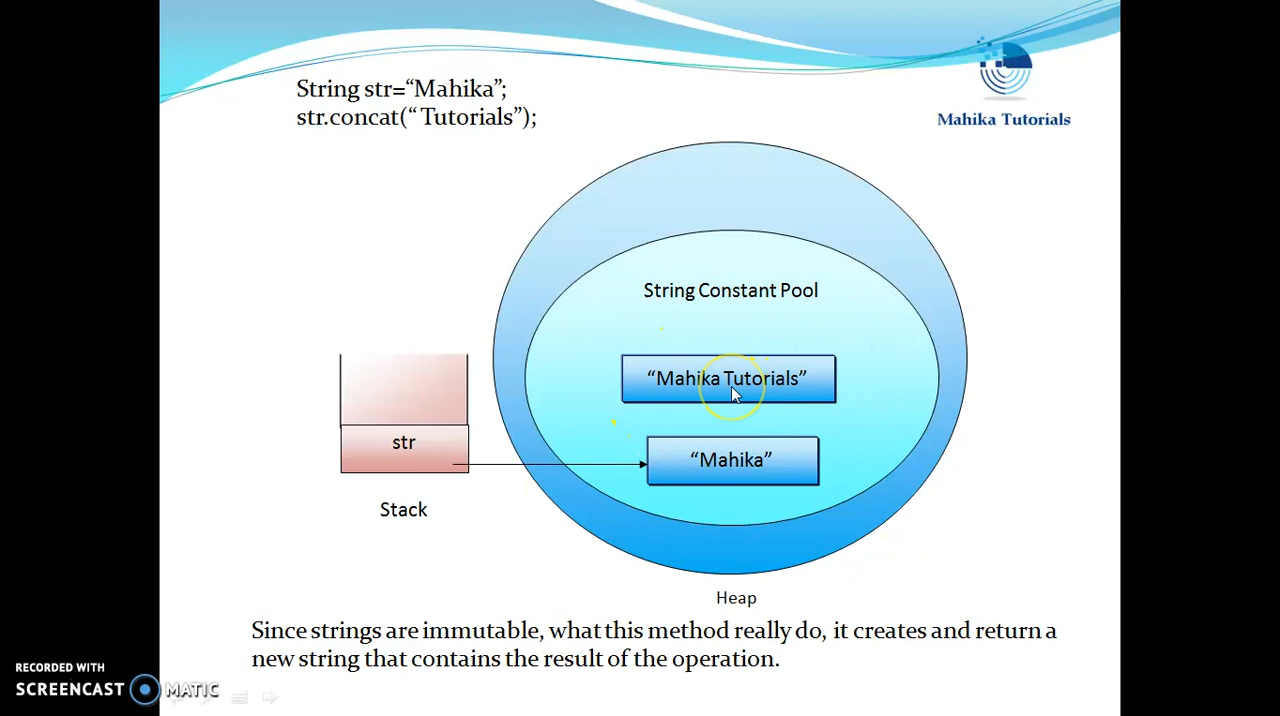 String str=“Mahika”;
str.concat(“ Tutorials”);
Mahika Tutorials
String Constant Pool
“Mahika Tutorials”
str
“Mahika”
Stack
Heap
Since strings are immutable, what this method really do, it creates and return a
new string that contains the result of the operation.
RECORDED WITH
SCREENCAST MATIC